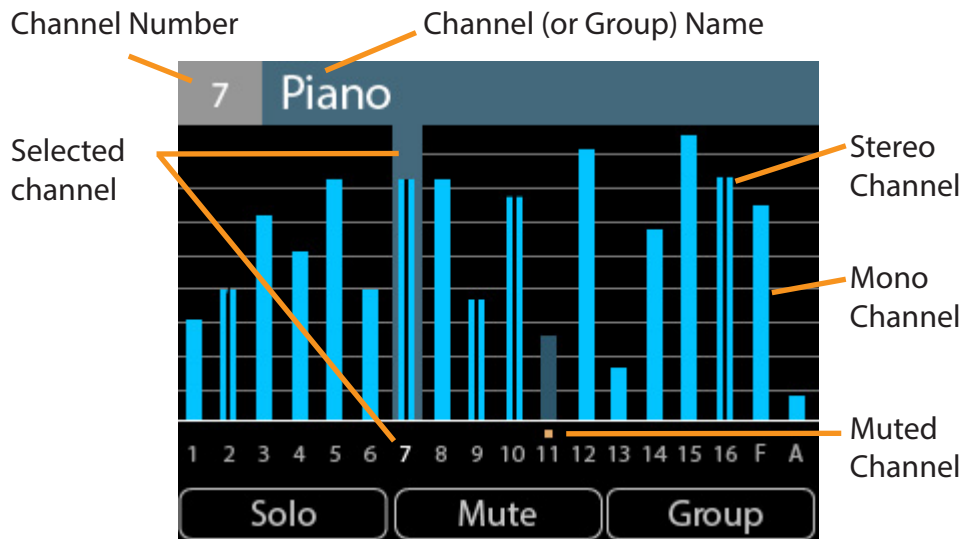 Channel Number
Channel (or Group) Name
7
Piano
Selected
channel
Stereo
Channel
Mono
Channel
Muted
Channel
1 2 3 4 5 6 7 8 9 10 11 12 13 14 15 16 F A
Solo
Mute
Group